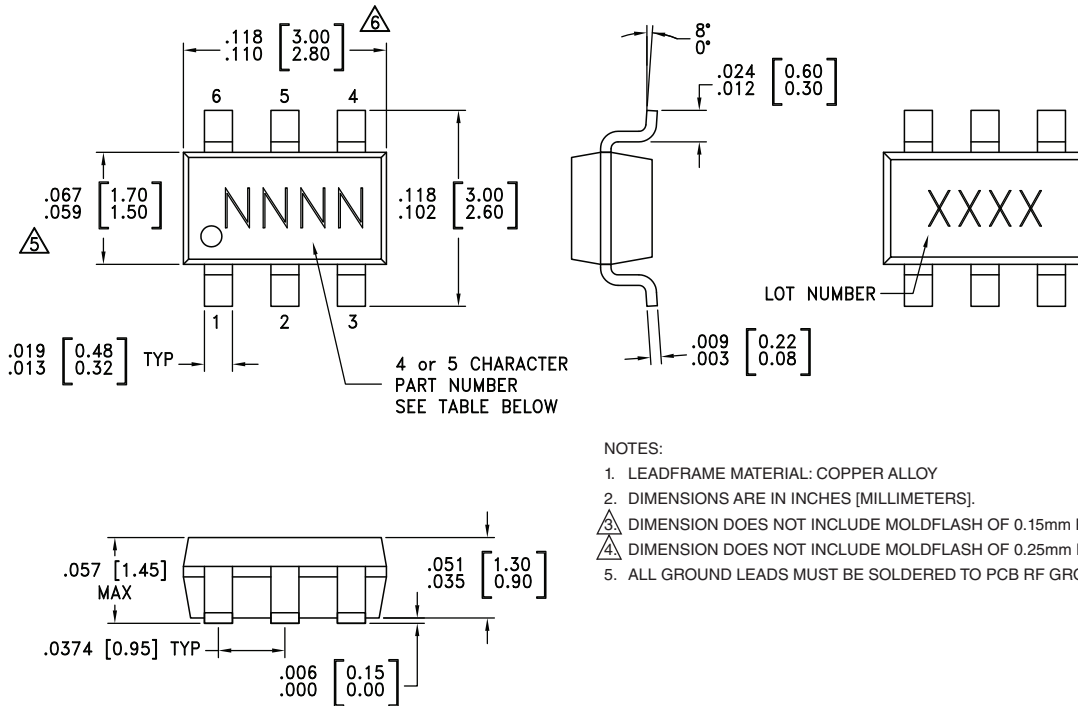 .118 [3.00]
.110 [2.80]
6
8°
0°
.024 [0.60]
.012 [0.30]
6 5 4
.067 [1.70]
.059 [1.50]
5
NNNN
.118 [3.00]
.102 [2.60]
XXXX
LOT NUMBER
1 2 3
.019 [0.48] TYP
.013 [0.32]
4 or 5 CHARACTER
PART NUMBER
SEE TABLE BELOW
.009 [0.22]
.003 [0.08]
NOTES:
1. LEADFRAME MATERIAL: COPPER ALLOY
2. DIMENSIONS ARE IN INCHES [MILLIMETERS].
3. DIMENSION DOES NOT INCLUDE MOLDFLASH OF 0.15mm
4. DIMENSION DOES NOT INCLUDE MOLDFLASH OF 0.25mm
5. ALL GROUND LEADS MUST BE SOLDERED TO PCB RF
.057 [1.45]
MAX
.051 [1.30]
.035 [0.90]
.0374 [0.95] TYP
.006 [0.15]
.000 [0.00]